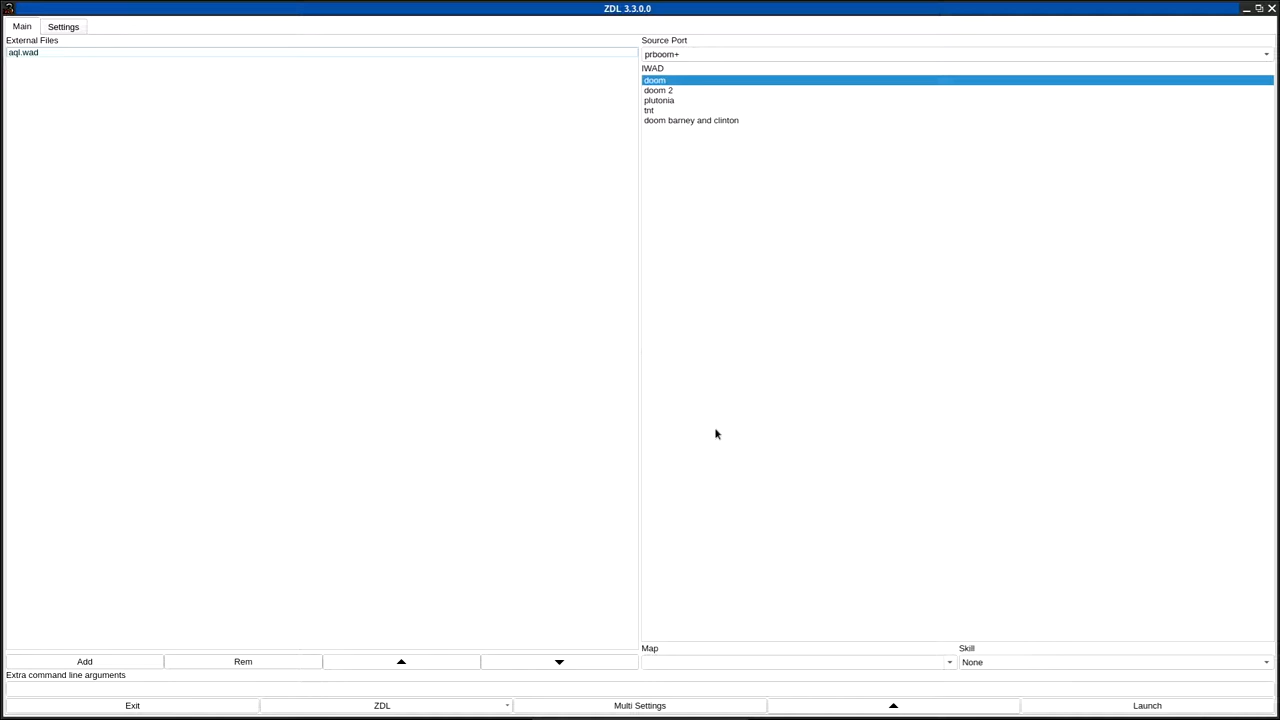 ZDL 3.3.0.0
Main
Settings
External Files
aql.wad
Source Port
prboom+
IWAD
doom
doom 2
plutonia
tnt
doom barney and clinton
Map
Skill
None
Add
Rem
Extra command line arguments
Exit
ZDL
Multi Settings
Launch